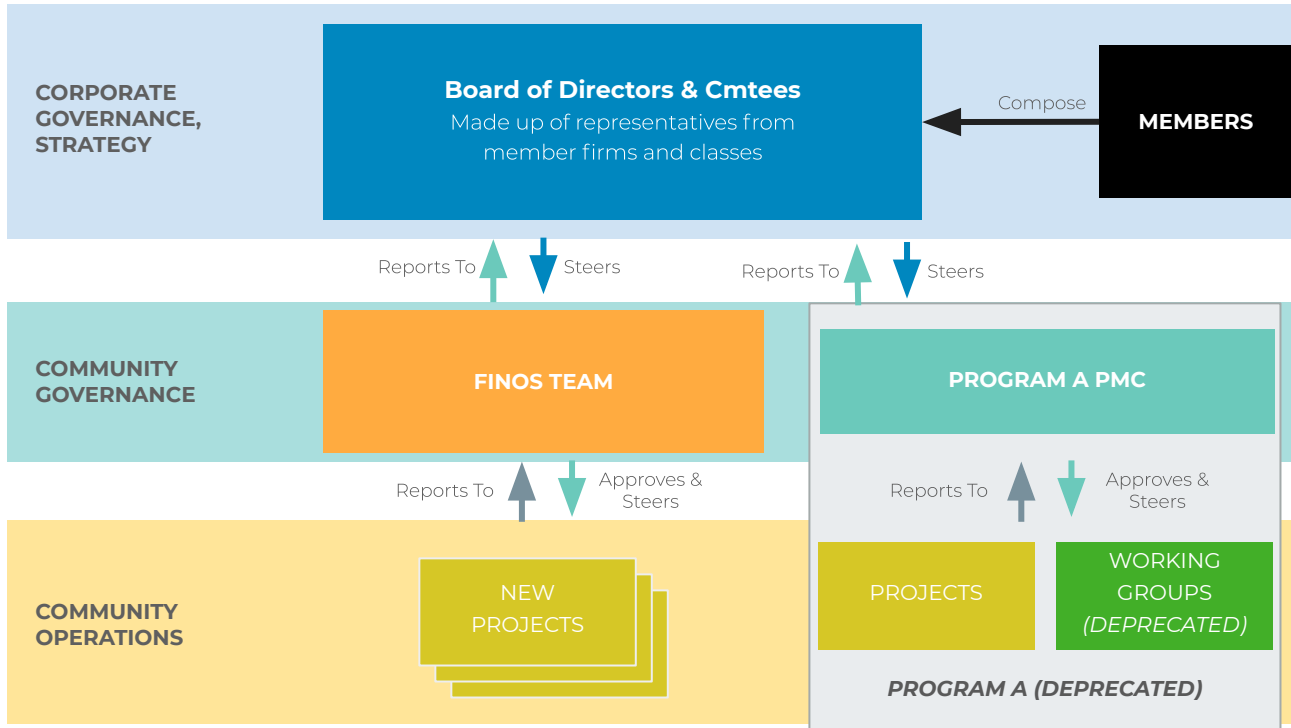 CORPORATE
GOVERNANCE,
STRATEGY
Board of Directors & Cmtees
Made up of representatives from
member firms and classes
Compose
MEMBERS
Reports To
Steers
Reports To
Steers
COMMUNITY
GOVERNANCE
FINOS TEAM
PROGRAM A PMC
Reports To
Approves &
Steers
Reports To
Approves &
Steers
COMMUNITY
OPERATIONS
NEW
PROJECTS
PROJECTS
WORKING
GROUPS
(DEPRECATED)
PROGRAM A (DEPRECATED)